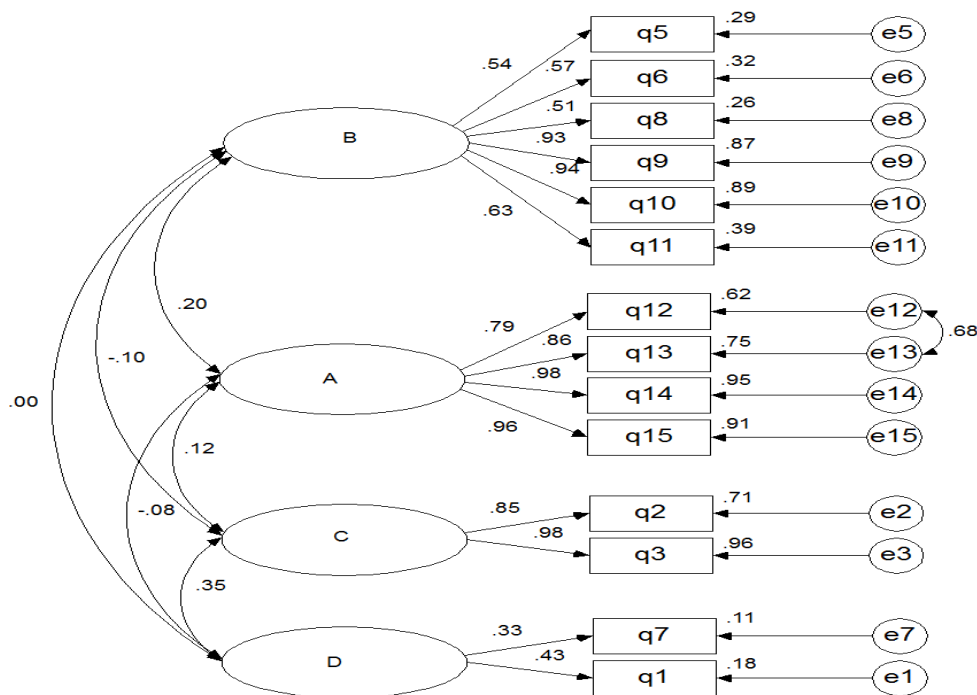 .29
q5
e5
.54
.57
q6
.32
e6
.51
q8
.26
e8
B
.93
q9
.87
e9
.94
q10
.89
e10
.63
q11
.39
e11
.20
.79
q12
.62
e12
.68
-.10
.86
q13
.75
e13
A
.98
q14
.95
e14
.00
.96
q15
.91
e15
.12
-.08
.85
q2
.71
e2
C
.98
q3
.96
e3
.35
.33
q7
.11
e7
D
.43
q1
.18
e1